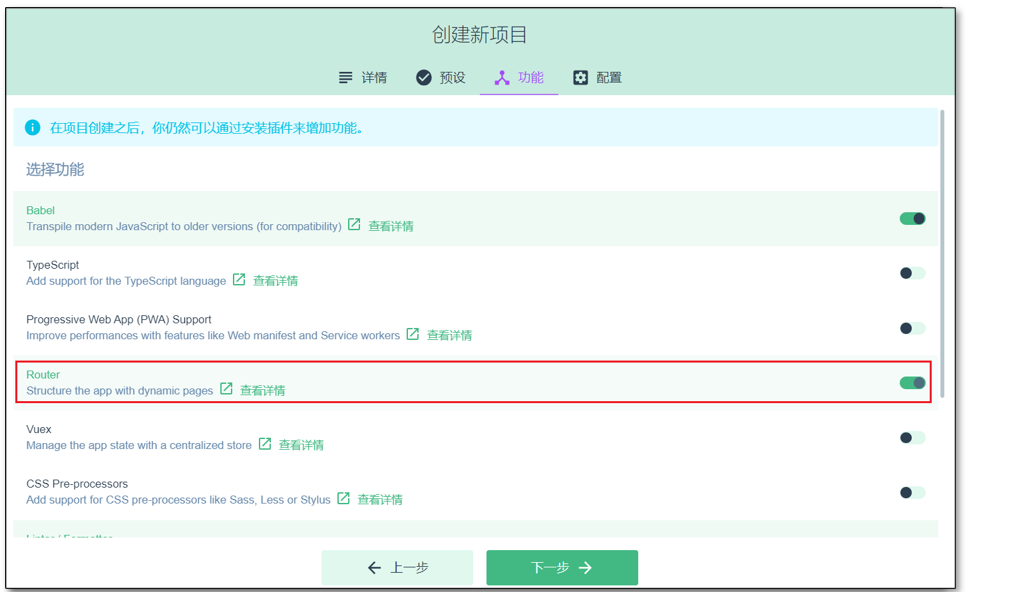 创建新项目
详情 预设 功能 配置
在项目创建之后，你仍然可以通过安装插件来增加功能。
选择功能
Babel
Transpile modern JavaScript to older versions (for compatibility) 查看详情
TypeScript
Add support for the TypeScript language 查看详情
Progressive Web App (PWA) Support
Improve performances with features like Web manifest and Service workers 查看详情
Router
Structure the app with dynamic pages 查看详情
Vuex
Manage the app state with a centralized store 查看详情
CSS Pre-processors
Add support for CSS pre-processors like Sass, Less or Stylus 查看详情
Linter / Formatter
上一步 下一步